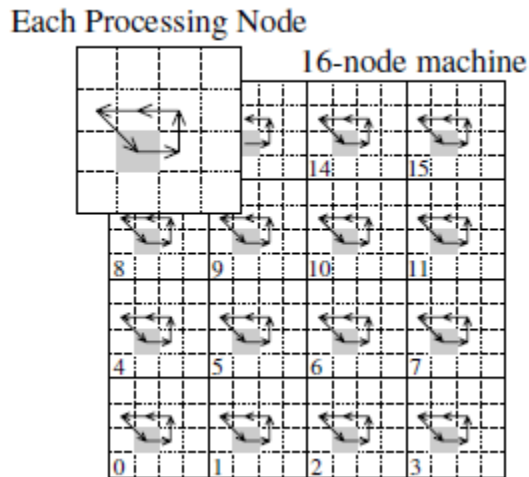 Each Processing Node
16-node machine
14 15
8 9 10 11
4 5 6 7
0 1 2 3